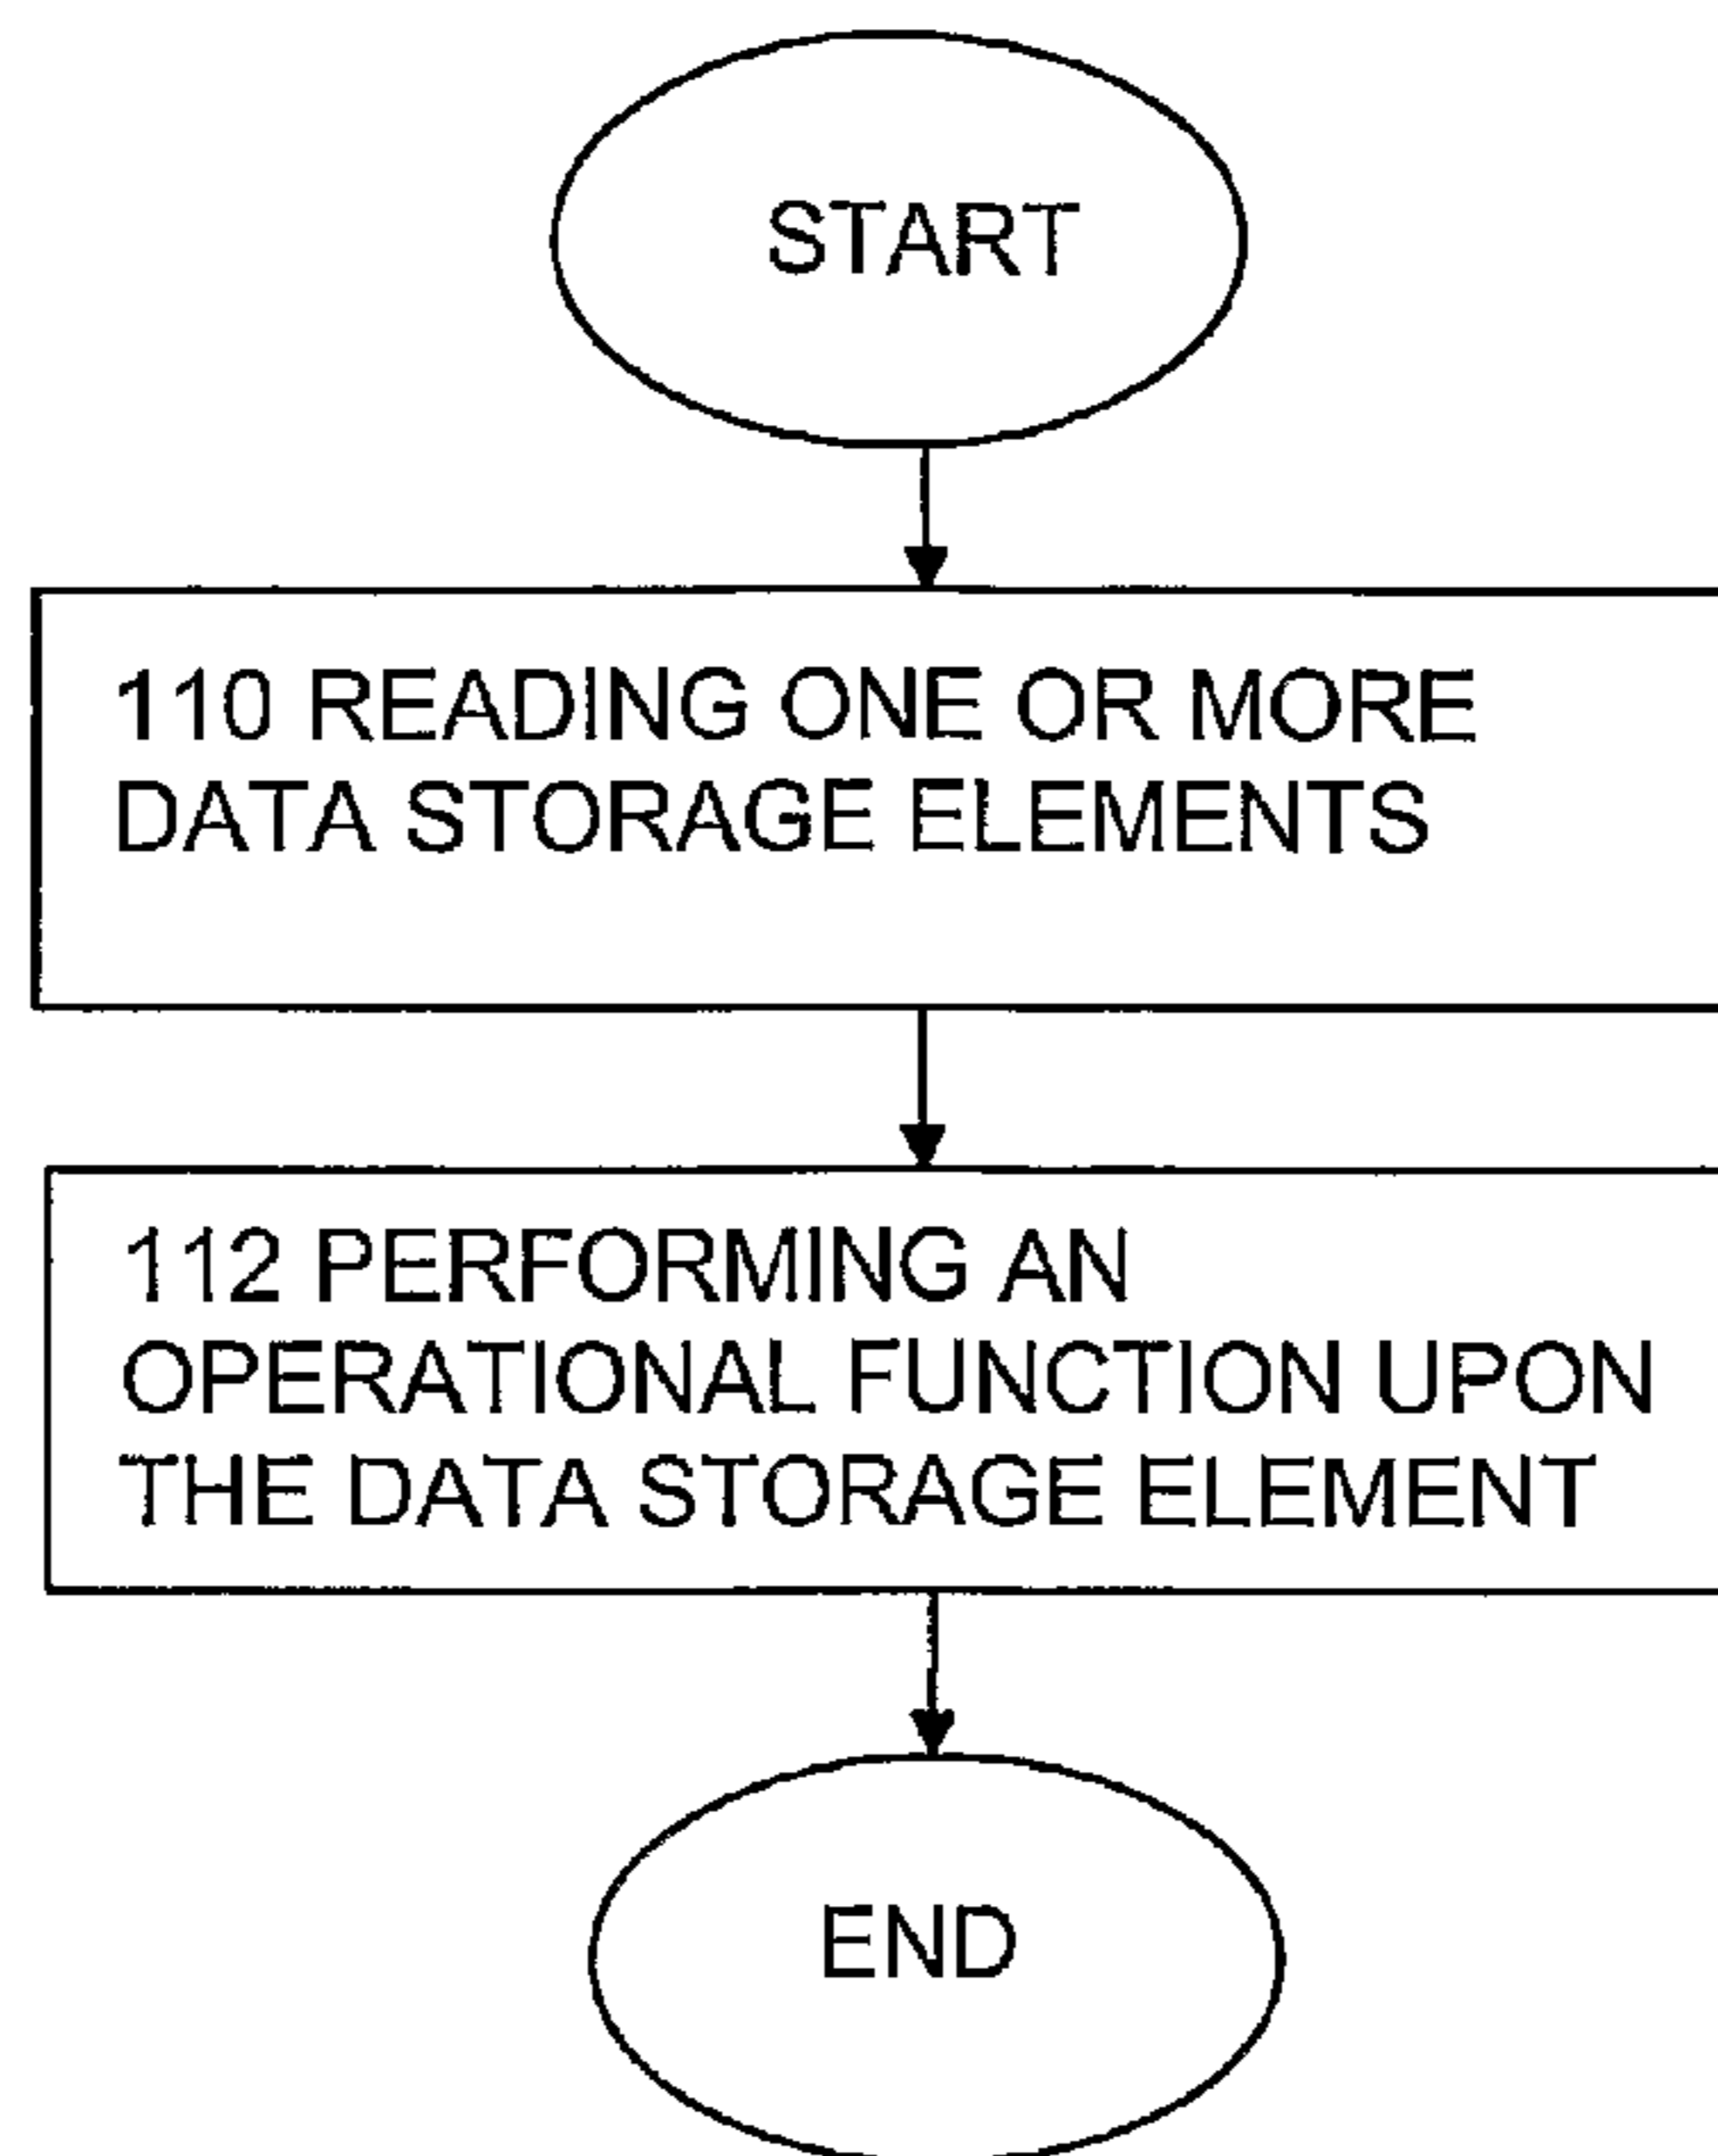 START
110 READING ONE OR MORE
DATA STORAGE ELEMENTS
112 PERFORMING AN
OPERATIONAL FUNCTION UPON
THE DATA STORAGE ELEMENT
END